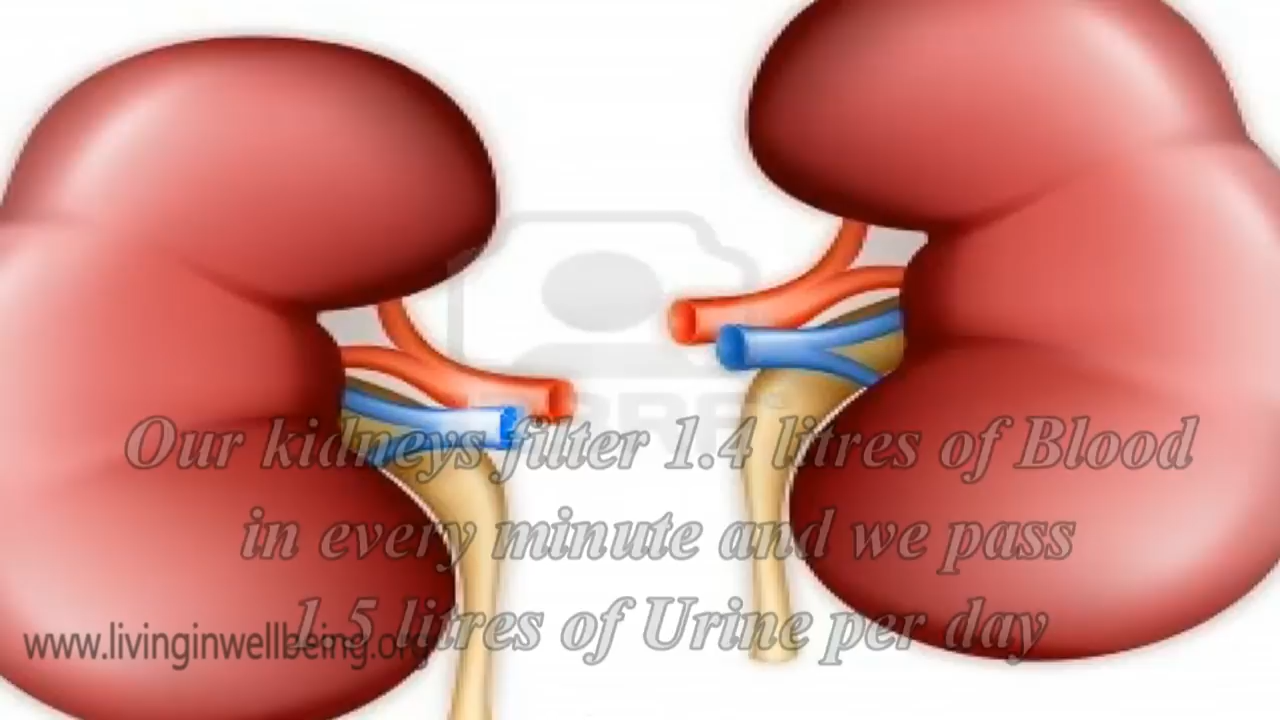 Our kidneys filter 1.4 litres of Blood
in every minute and we pass
1.5 litres of Urine per day
www.livinginwellbeing.org